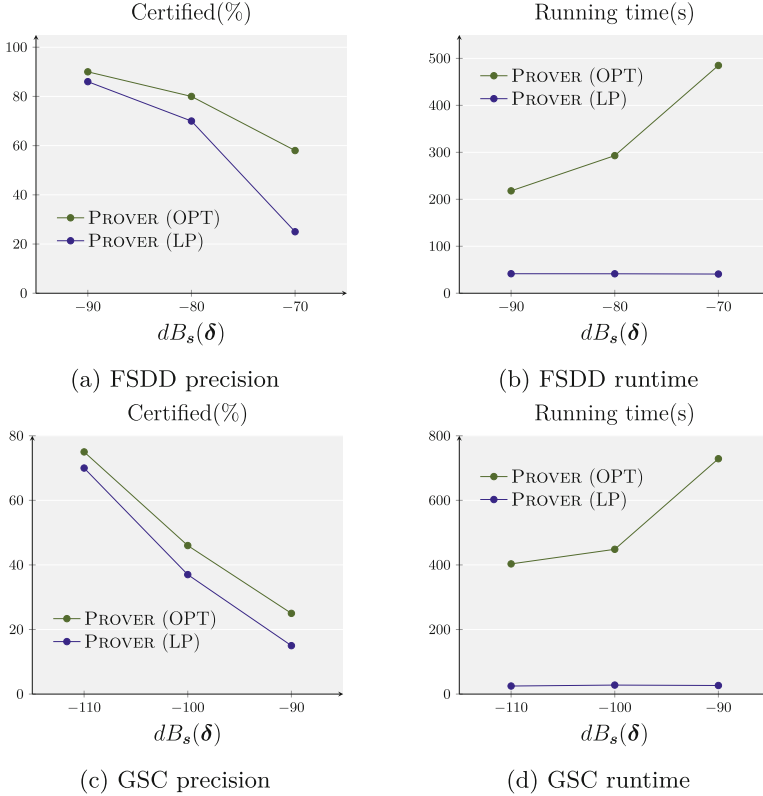 Certified(%)
100
80
60
40
20
0
PROVER (OPT)
PROVER (LP)
−90
−80
−70
dBₛ(δ)
(a) FSDD precision
Running time(s)
500
400
300
200
100
0
PROVER (OPT)
PROVER (LP)
−90
−80
−70
dBₛ(δ)
(b) FSDD runtime
Certified(%)
80
60
40
20
0
PROVER (OPT)
PROVER (LP)
−110
−100
−90
dBₛ(δ)
(c) GSC precision
Running time(s)
800
600
400
200
0
PROVER (OPT)
PROVER (LP)
−110
−100
−90
dBₛ(δ)
(d) GSC runtime